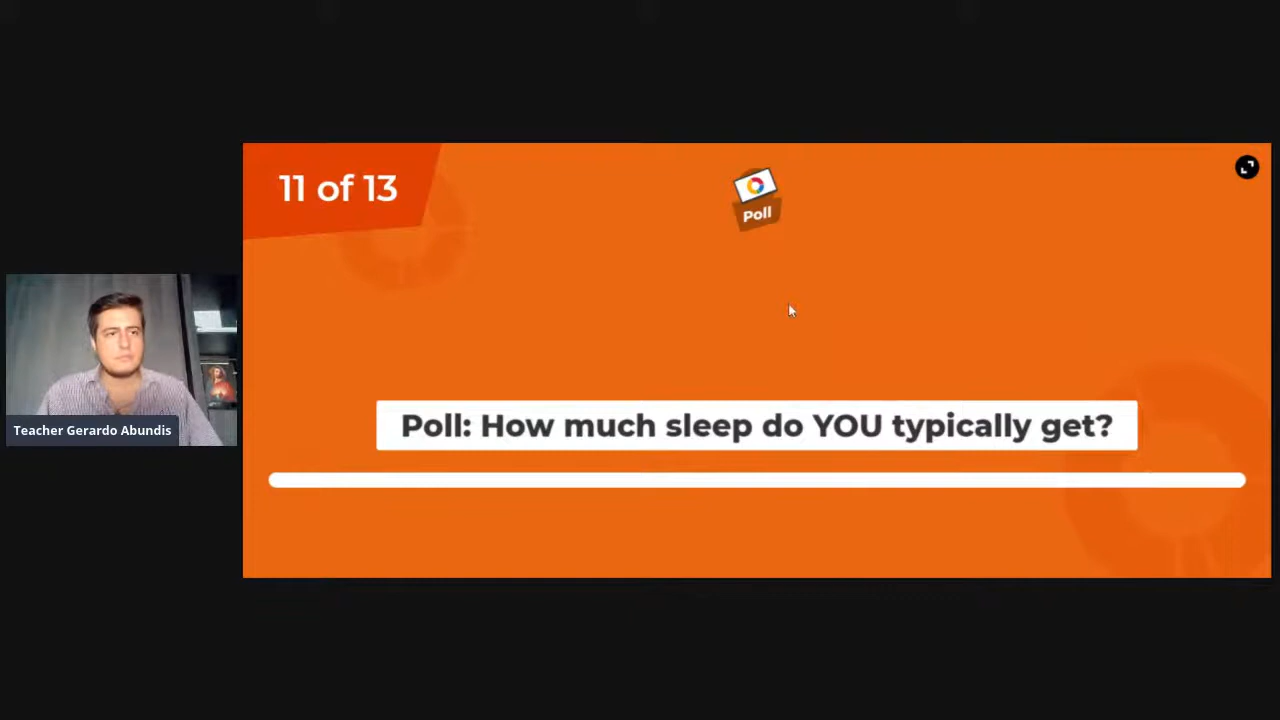 11 of 13
Poll
Teacher Gerardo Abundis
Poll: How much sleep do YOU typically get?